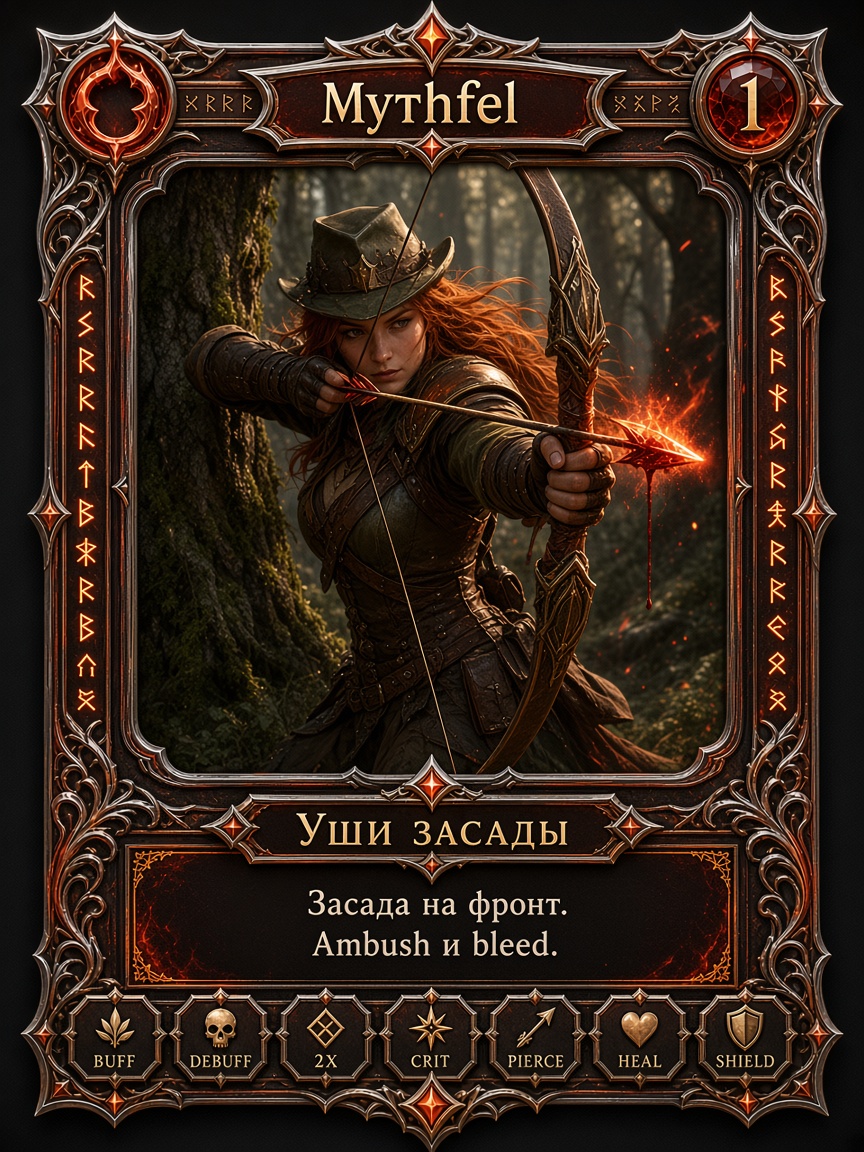 Mythfel
1
Уши засады
Засада на фронт.
Ambush и bleed.
BUFF
DEBUFF
2X
CRIT
PIERCE
HEAL
SHIELD